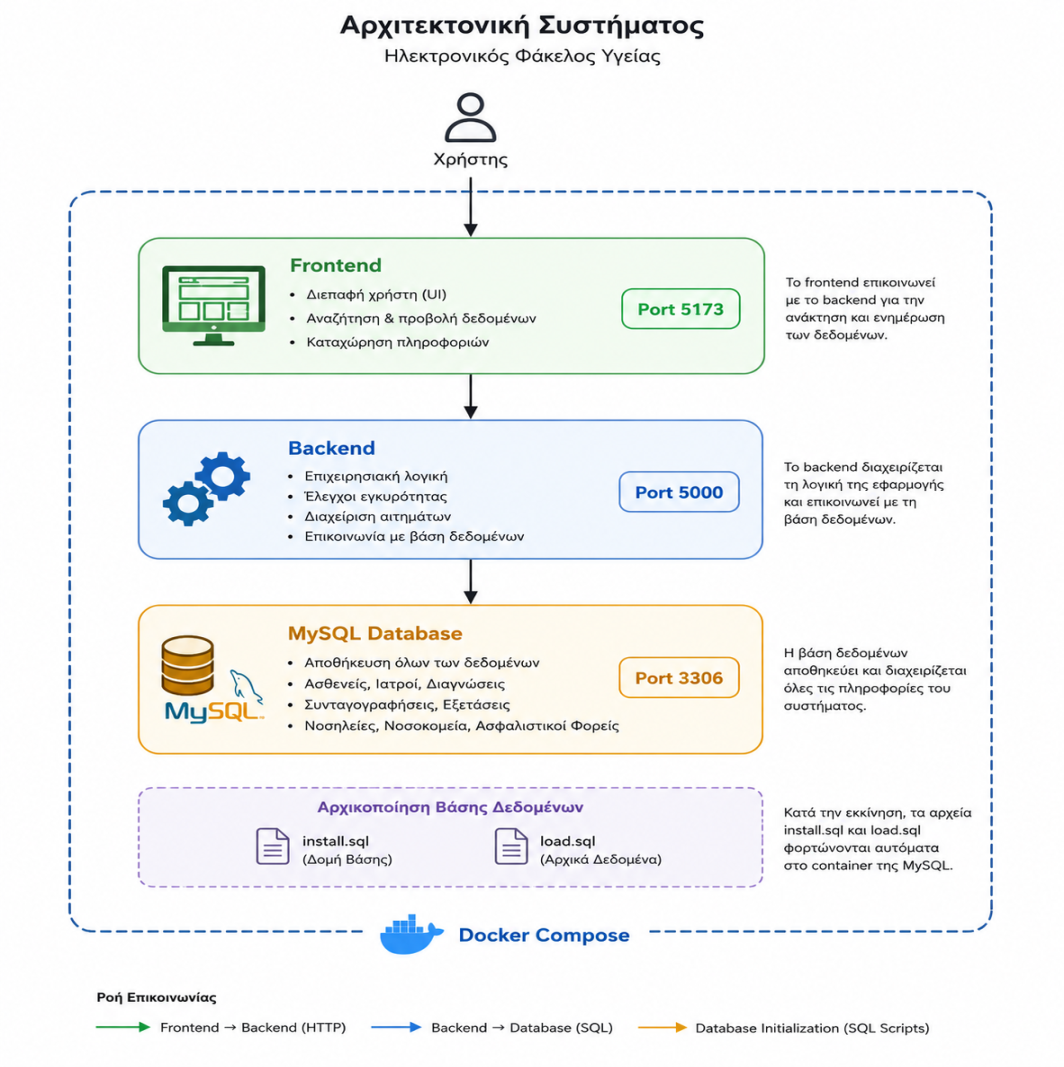 Αρχιτεκτονική Συστήματος
Ηλεκτρονικός Φάκελος Υγείας
Χρήστης
Frontend
• Διεπαφή χρήστη (UI)
• Αναζήτηση & προβολή δεδομένων
• Καταχώρηση πληροφοριών
Port 5173
Το frontend επικοινωνεί
με το backend για την
ανάκτηση και ενημέρωση
των δεδομένων.
Backend
• Επιχειρησιακή λογική
• Έλεγχοι εγκυρότητας
• Διαχείριση αιτημάτων
• Επικοινωνία με βάση δεδομένων
Port 5000
Το backend διαχειρίζεται
τη λογική της εφαρμογής
και επικοινωνεί με τη
βάση δεδομένων.
MySQL Database
• Αποθήκευση όλων των δεδομένων
• Ασθενείς, Ιατροί, Διαγνώσεις
• Συνταγογραφήσεις, Εξετάσεις
• Νοσηλείες, Νοσοκομεία, Ασφαλιστικοί Φορείς
MySQL
Port 3306
Η βάση δεδομένων
αποθηκεύει και διαχειρίζεται
όλες τις πληροφορίες του
συστήματος.
Αρχικοποίηση Βάσης Δεδομένων
install.sql
(Δομή Βάσης)
load.sql
(Αρχικά Δεδομένα)
Κατά την εκκίνηση, τα αρχεία
install.sql και load.sql
φορτώνονται αυτόματα
στο container της MySQL.
Docker Compose
Ροή Επικοινωνίας
Frontend → Backend (HTTP)
Backend → Database (SQL)
Database Initialization (SQL Scripts)